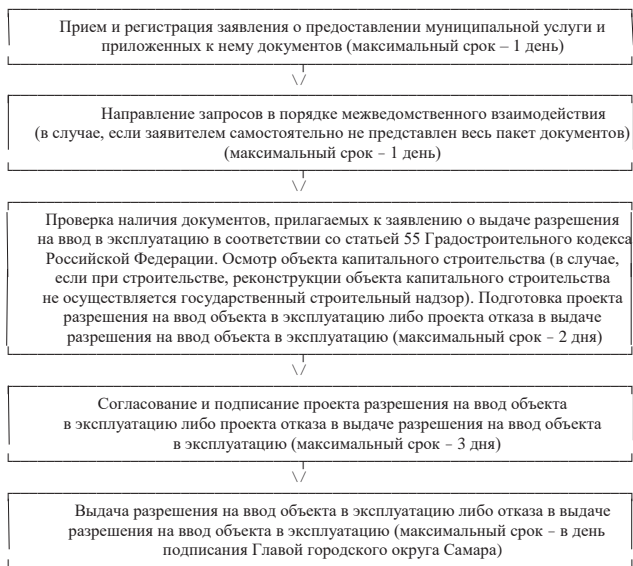 Прием и регистрация заявления о предоставлении муниципальной услуги и
приложенных к нему документов (максимальный срок – 1 день)
\/
Направление запросов в порядке межведомственного взаимодействия
(в случае, если заявителем самостоятельно не представлен весь пакет документов)
(максимальный срок – 1 день)
\/
Проверка наличия документов, прилагаемых к заявлению о выдаче разрешения
на ввод в эксплуатацию в соответствии со статьей 55 Градостроительного кодекса
Российской Федерации. Осмотр объекта капитального строительства (в случае,
если при строительстве, реконструкции объекта капитального строительства
не осуществляется государственный строительный надзор). Подготовка проекта
разрешения на ввод объекта в эксплуатацию либо проекта отказа в выдаче
разрешения на ввод объекта в эксплуатацию (максимальный срок – 2 дня)
\/
Согласование и подписание проекта разрешения на ввод объекта
в эксплуатацию либо проекта отказа в выдаче разрешения на ввод объекта
в эксплуатацию (максимальный срок – 3 дня)
\/
Выдача разрешения на ввод объекта в эксплуатацию либо отказа в выдаче
разрешения на ввод объекта в эксплуатацию (максимальный срок – в день
подписания Главой городского округа Самара)